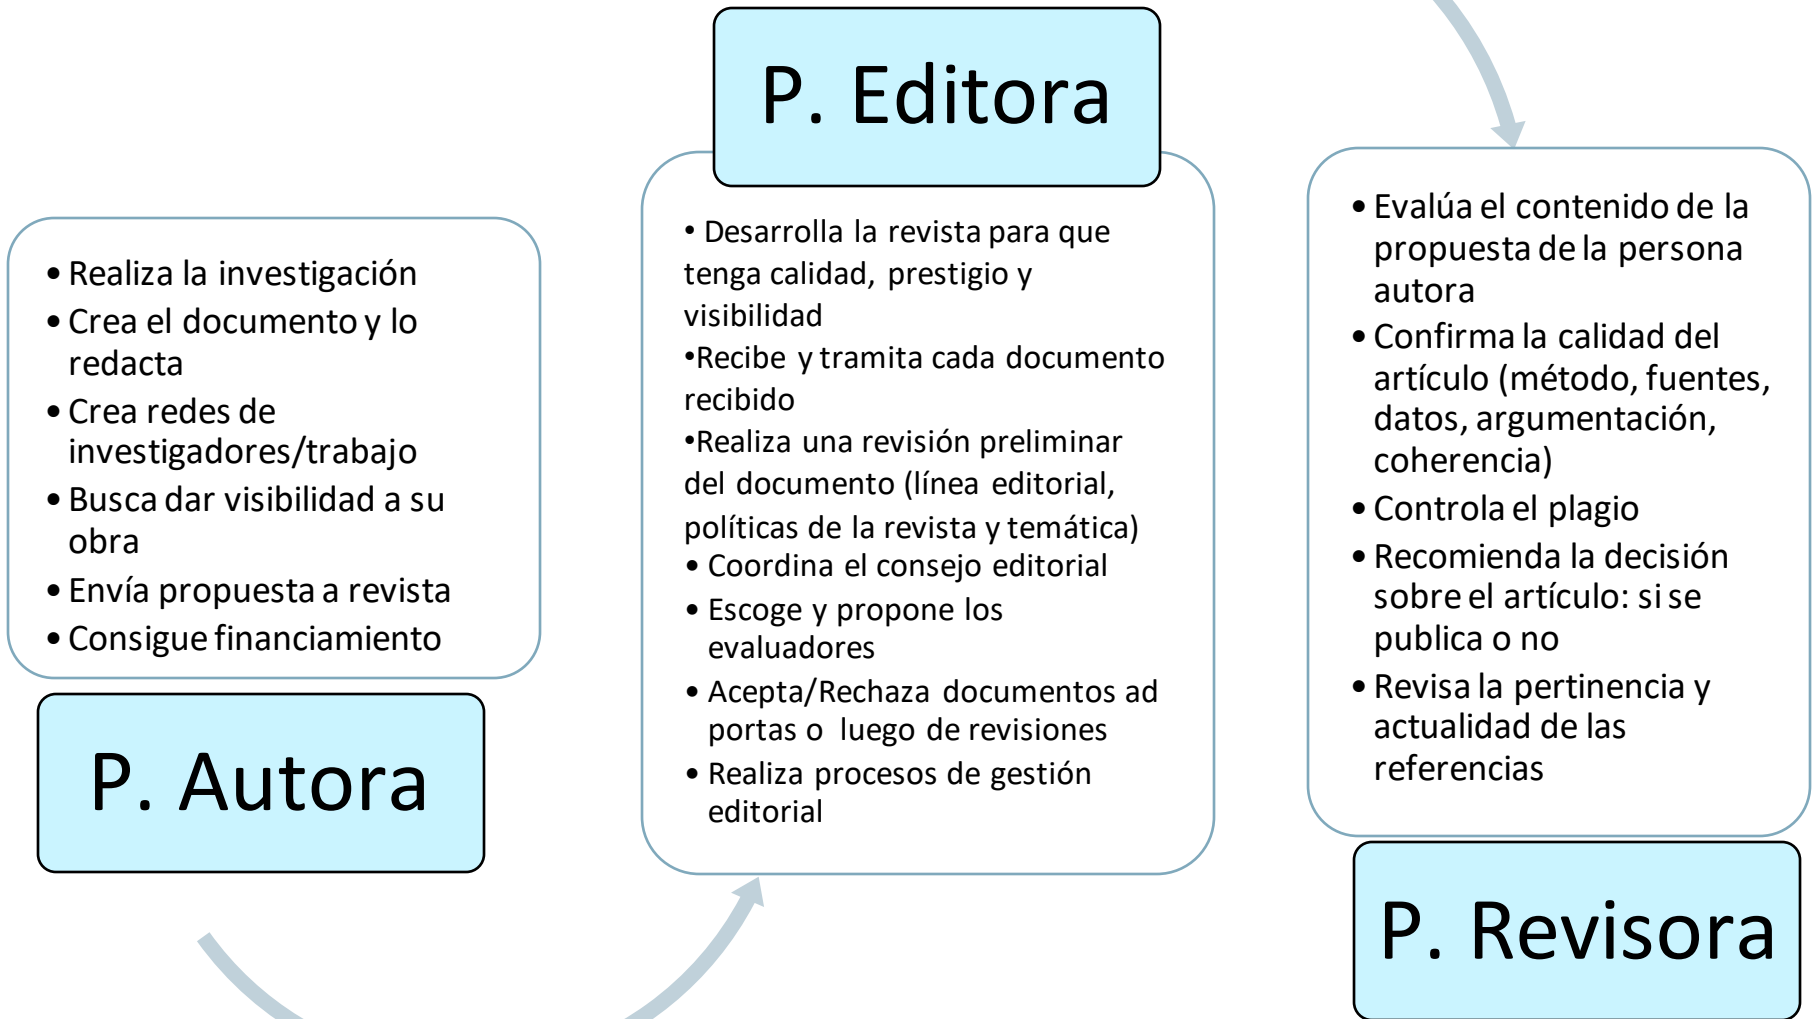 • Realiza la investigación
• Crea el documento y lo
redacta
• Crea redes de
investigadores/trabajo
• Busca dar visibilidad a su
obra
• Envía propuesta a revista
• Consigue financiamiento
P. Autora
P. Editora
• Desarrolla la revista para que
tenga calidad, prestigio y
visibilidad
•Recibe y tramita cada documento
recibido
•Realiza una revisión preliminar
del documento (línea editorial,
políticas de la revista y temática)
• Coordina el consejo editorial
• Escoge y propone los
evaluadores
• Acepta/Rechaza documentos ad
portas o luego de revisiones
• Realiza procesos de gestión
editorial
• Evalúa el contenido de la
propuesta de la persona
autora
• Confirma la calidad del
artículo (método, fuentes,
datos, argumentación,
coherencia)
• Controla el plagio
• Recomienda la decisión
sobre el artículo: si se
publica o no
• Revisa la pertinencia y
actualidad de las
referencias
P. Revisora